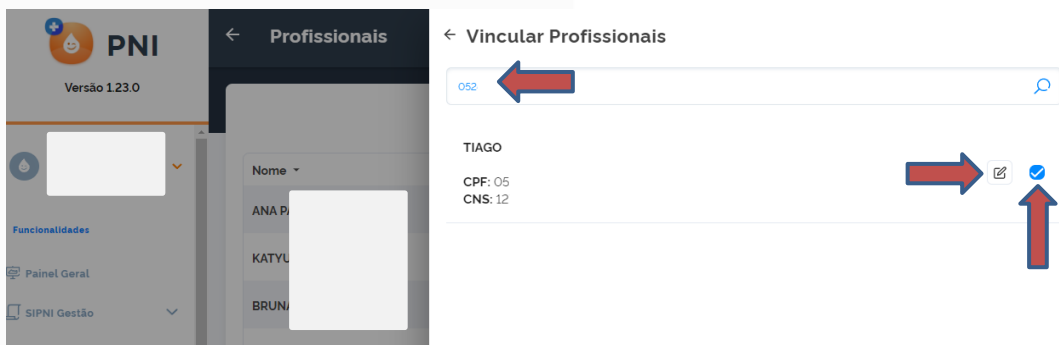 PNI
Versão 1.23.0
Funcionalidades
Painel Geral
SIPNI Gestão
Profissionais
Nome
ANA
KATYU
BRUNA
Vincular Profissionais
052
TIAGO
CPF: 05
CNS: 12